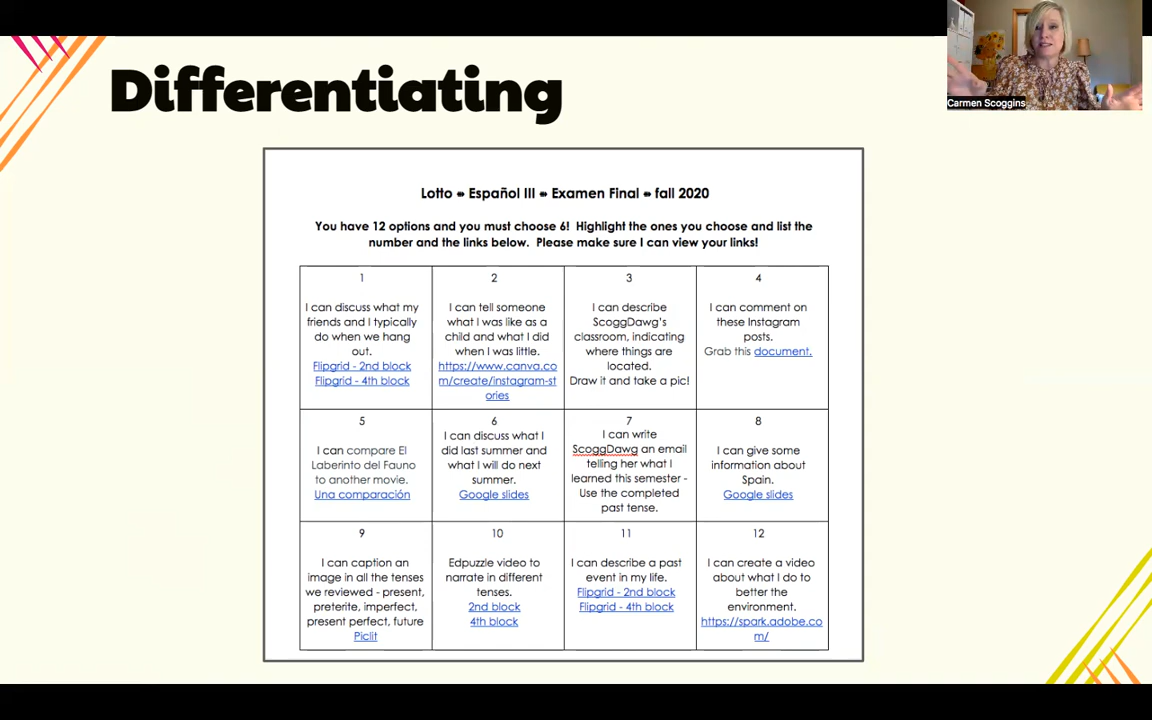 Differentiating
Carmen Scoggins
Lotto ⇼ Español III ⇼ Examen Final ⇼ fall 2020
You have 12 options and you must choose 6! Highlight the ones you choose and list the
number and the links below. Please make sure I can view your links!
1
I can discuss what my
friends and I typically
do when we hang
out.
Flipgrid - 2nd block
Flipgrid - 4th block
2
I can tell someone
what I was like as a
child and what I did
when I was little.
https://www.canva.co
m/create/instagram-st
ories
3
I can describe
ScoggDawg's
classroom, indicating
where things are
located.
Draw it and take a pic!
4
I can comment on
these Instagram
posts.
Grab this document.
5
I can compare El
Laberinto del Fauno
to another movie.
Una comparación
6
I can discuss what I
did last summer and
what I will do next
summer.
Google slides
7
I can write
ScoggDawg an email
telling her what I
learned this semester -
Use the completed
past tense.
8
I can give some
information about
Spain.
Google slides
9
I can caption an
image in all the tenses
we reviewed - present,
preterite, imperfect,
present perfect, future
Piclit
10
Edpuzzle video to
narrate in different
tenses.
2nd block
4th block
11
I can describe a past
event in my life.
Flipgrid - 2nd block
Flipgrid - 4th block
12
I can create a video
about what I do to
better the
environment.
https://spark.adobe.co
m/